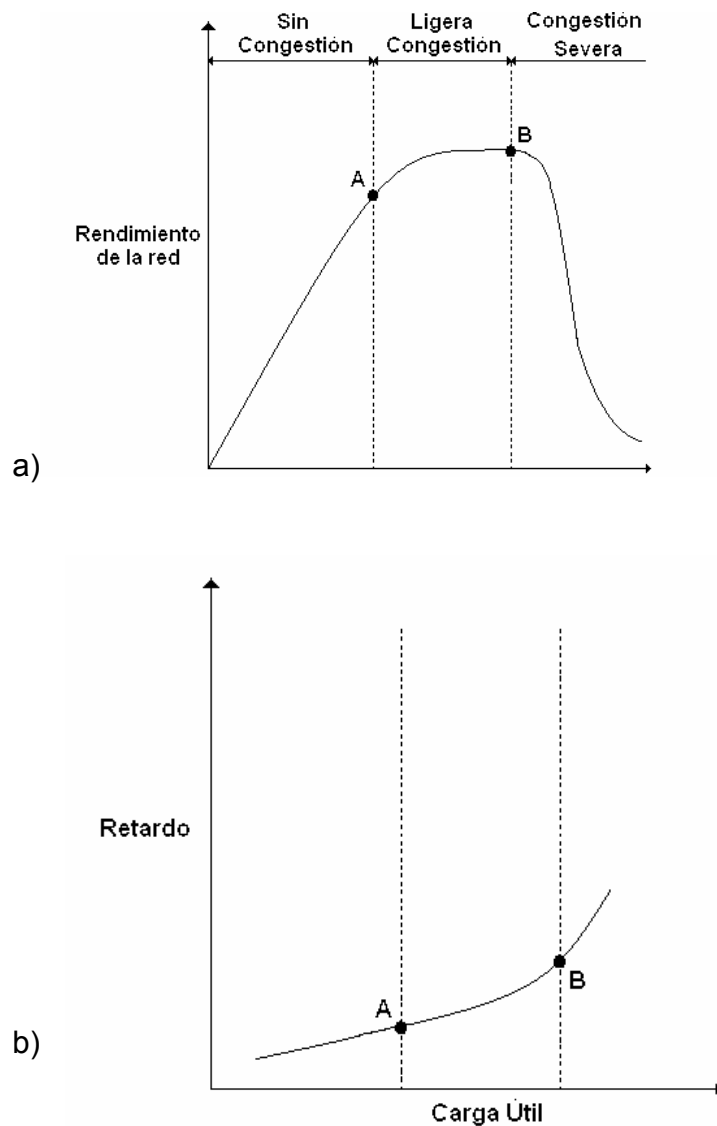 Sin
Congestión
Ligera
Congestión
Congestión
Severa
A
B
Rendimiento
de la red
a)
Retardo
A
B
b)
Carga Útil